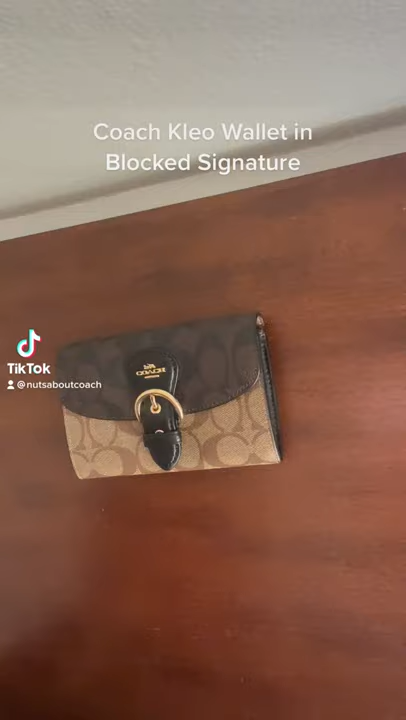 Coach Kleo Wallet in
Blocked Signature
TikTok
@nutsaboutcoach
COACH